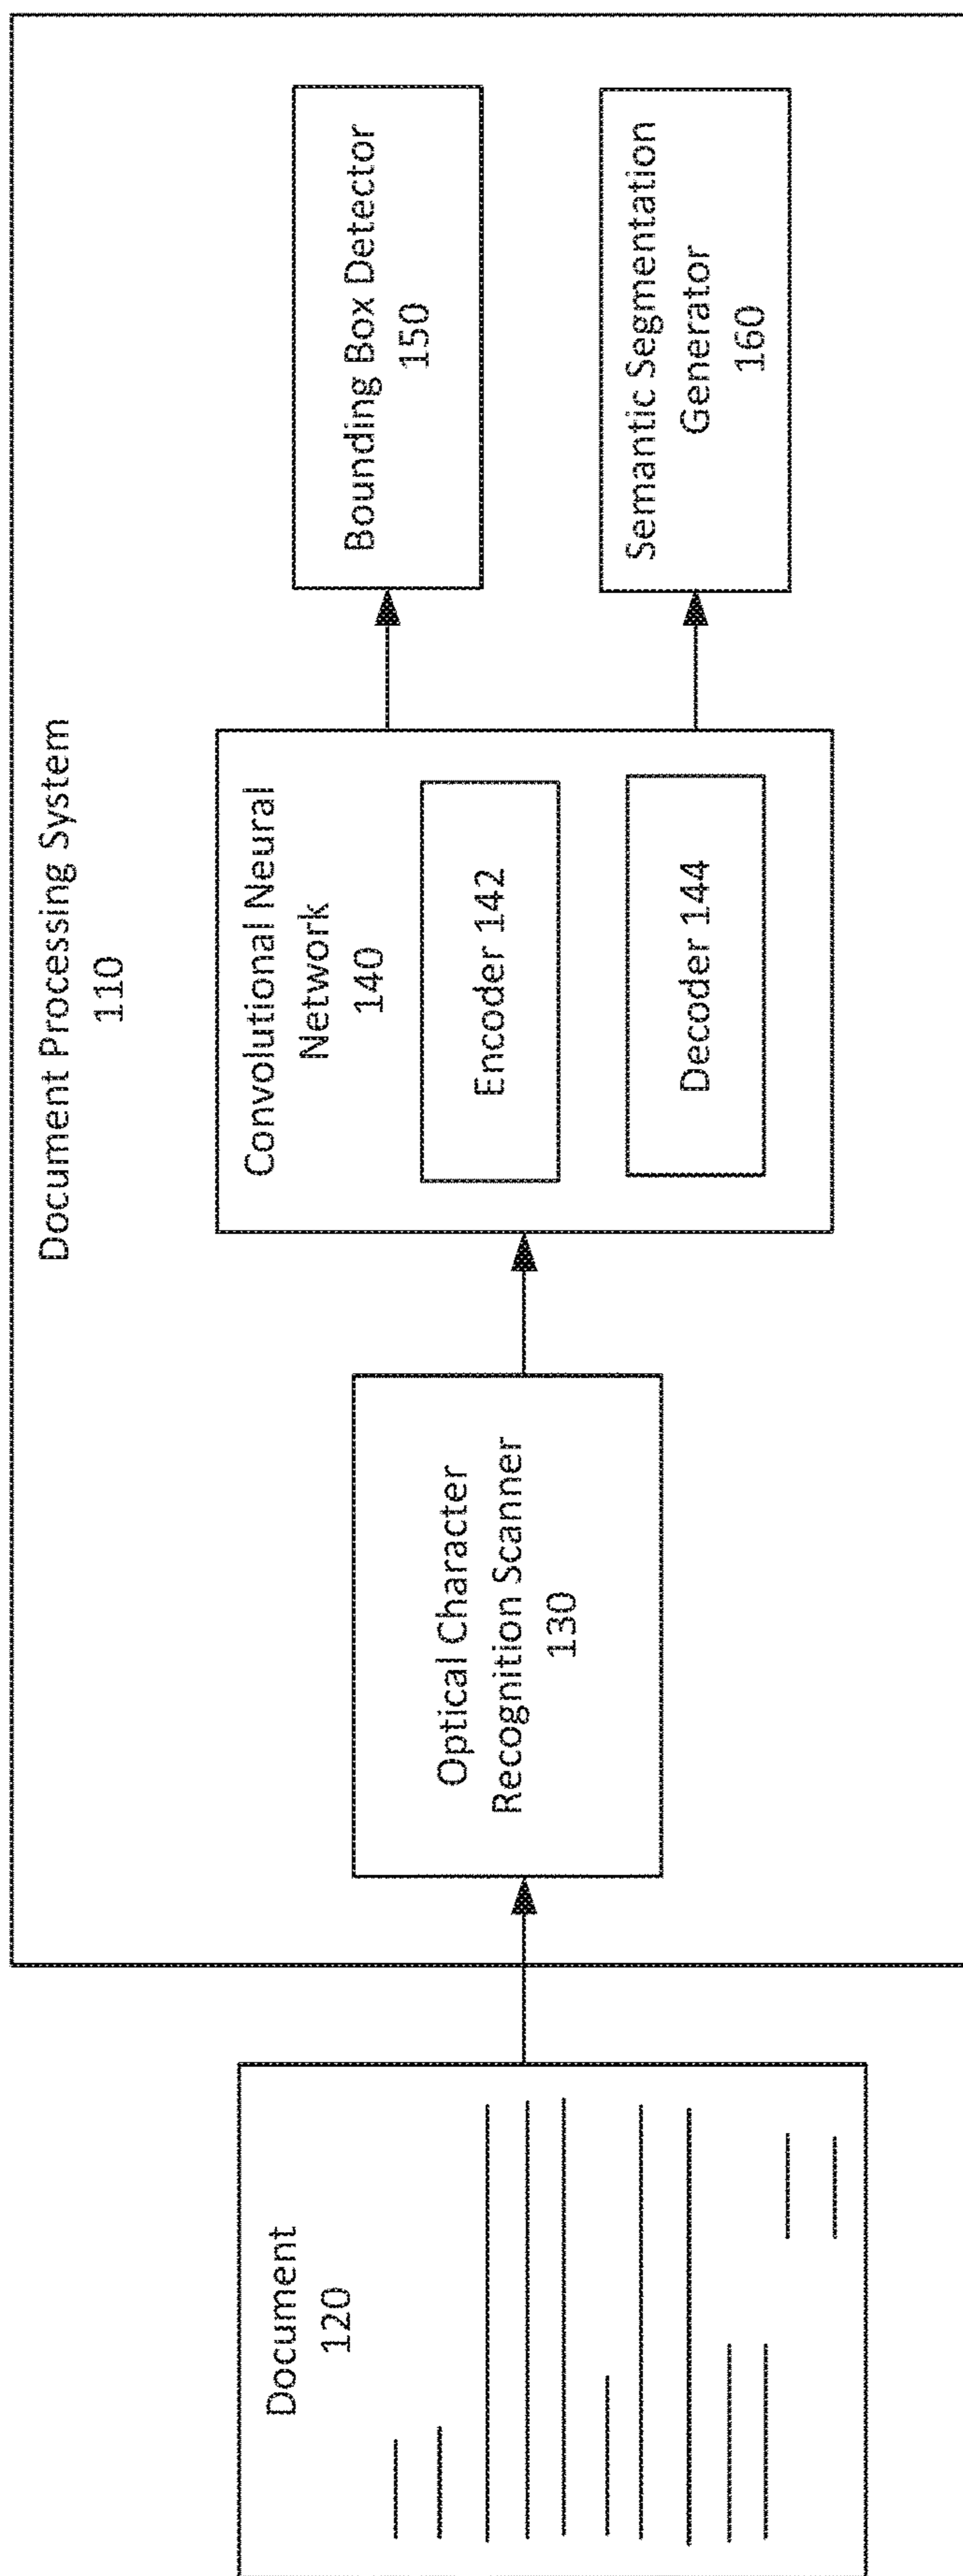 Document Processing System
110
Document
120
Optical Character
Recognition Scanner
130
Convolutional Neural
Network
140
Encoder 142
Decoder 144
Bounding Box Detector
150
Semantic Segmentation
Generator
160